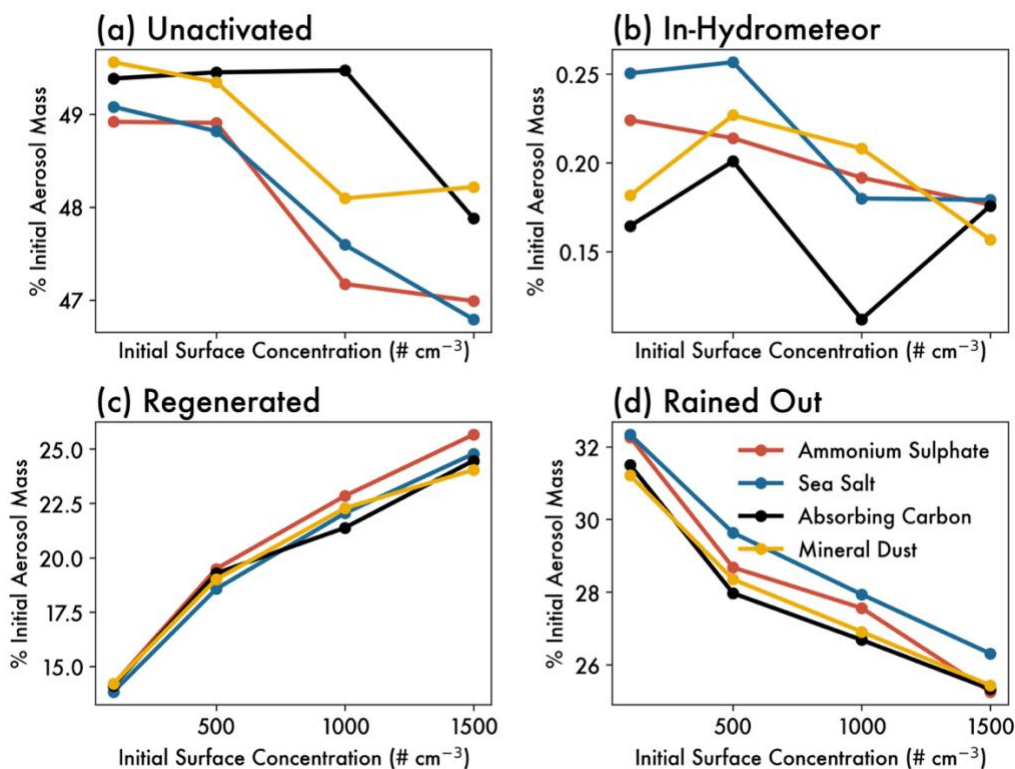 (a) Unactivated
% Initial Aerosol Mass
49
48
47
Initial Surface Concentration (# cm⁻³)
(b) In-Hydrometeor
% Initial Aerosol Mass
0.25
0.20
0.15
Initial Surface Concentration (# cm⁻³)
(c) Regenerated
% Initial Aerosol Mass
25.0
22.5
20.0
17.5
15.0
500 1000 1500
Initial Surface Concentration (# cm⁻³)
(d) Rained Out
% Initial Aerosol Mass
32
30
28
26
Ammonium Sulphate
Sea Salt
Absorbing Carbon
Mineral Dust
500 1000 1500
Initial Surface Concentration (# cm⁻³)